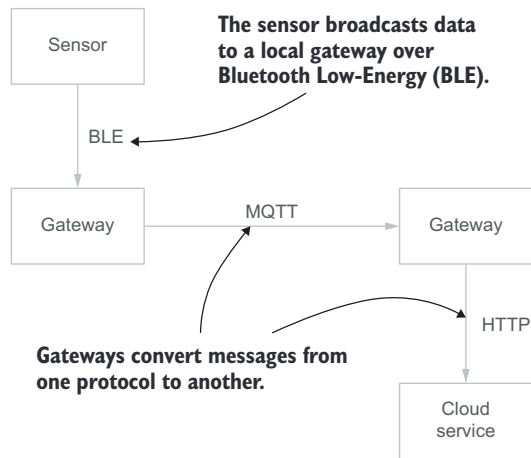 Sensor
The sensor broadcasts data
to a local gateway over
Bluetooth Low-Energy (BLE).
BLE
Gateway
MQTT
Gateway
HTTP
Gateways convert messages from
one protocol to another.
Cloud
service